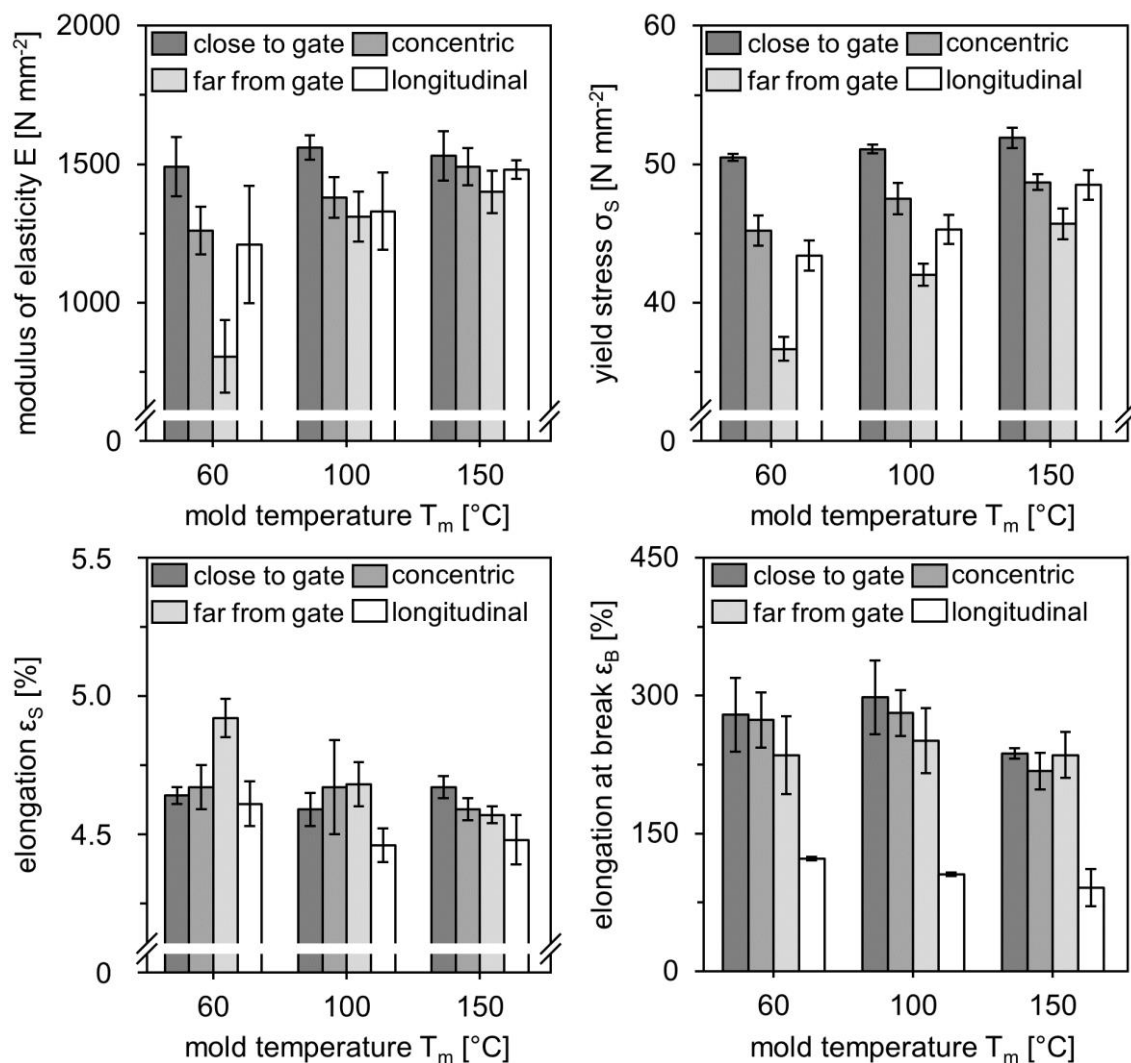 modulus of elasticity E [N mm-2]
2000
1500
1000
0
close to gate concentric
far from gate longitudinal
60 100 150
mold temperature Tm [°C]
yield stress σS [N mm-2]
60
50
40
0
close to gate concentric
far from gate longitudinal
60 100 150
mold temperature Tm [°C]
elongation εS [%]
5.5
5.0
4.5
0
close to gate concentric
far from gate longitudinal
60 100 150
mold temperature Tm [°C]
elongation at break εB [%]
450
300
150
0
close to gate concentric
far from gate longitudinal
60 100 150
mold temperature Tm [°C]